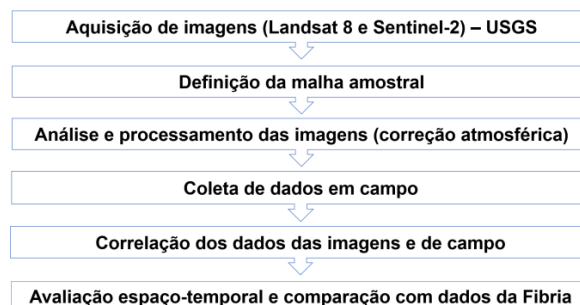 Aquisição de imagens (Landsat 8 e Sentinel-2) – USGS
Definição da malha amostral
Análise e processamento das imagens (correção atmosférica)
Coleta de dados em campo
Correlação dos dados das imagens e de campo
Avaliação espaço-temporal e comparação com dados da Fibria